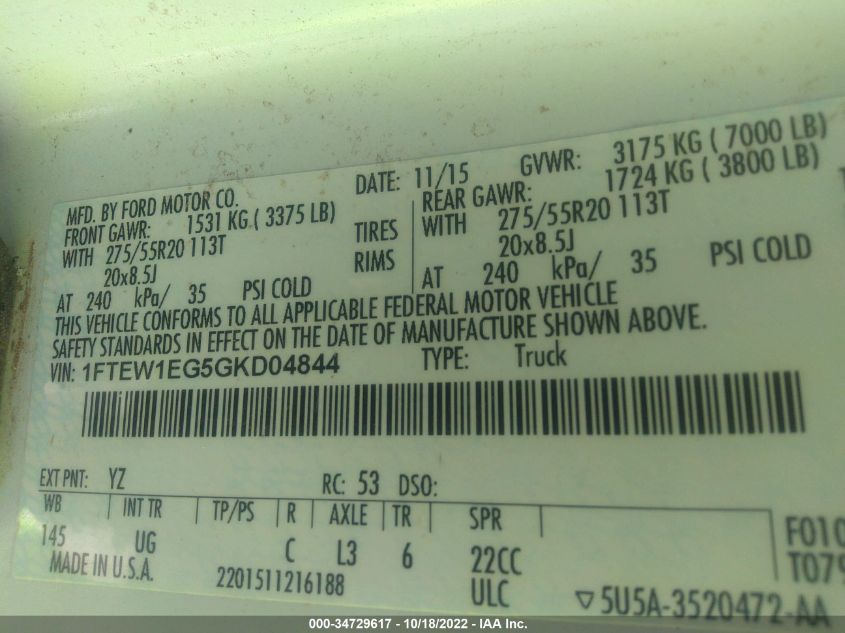 MFD. BY FORD MOTOR CO. DATE: 11/15 GVWR: 3175 KG ( 7000 LB)
FRONT GAWR: 1531 KG ( 3375 LB) REAR GAWR: 1724 KG ( 3800 LB)
WITH 275/55R20 113T TIRES WITH 275/55R20 113T
20x8.5J RIMS 20x8.5J
AT 240 kPa/ 35 PSI COLD AT 240 kPa/ 35 PSI COLD
THIS VEHICLE CONFORMS TO ALL APPLICABLE FEDERAL MOTOR VEHICLE
SAFETY STANDARDS IN EFFECT ON THE DATE OF MANUFACTURE SHOWN ABOVE.
VIN: 1FTEW1EG5GKD04844 TYPE: Truck
EXT PNT: YZ RC: 53 DSO:
WB INT TR TP/PS R AXLE TR SPR
145 UG C L3 6 22CC F010
MADE IN U.S.A. 2201511216188 ULC T079
▽5U5A-3520472-AA
000-34729617 - 10/18/2022 - IAA Inc.